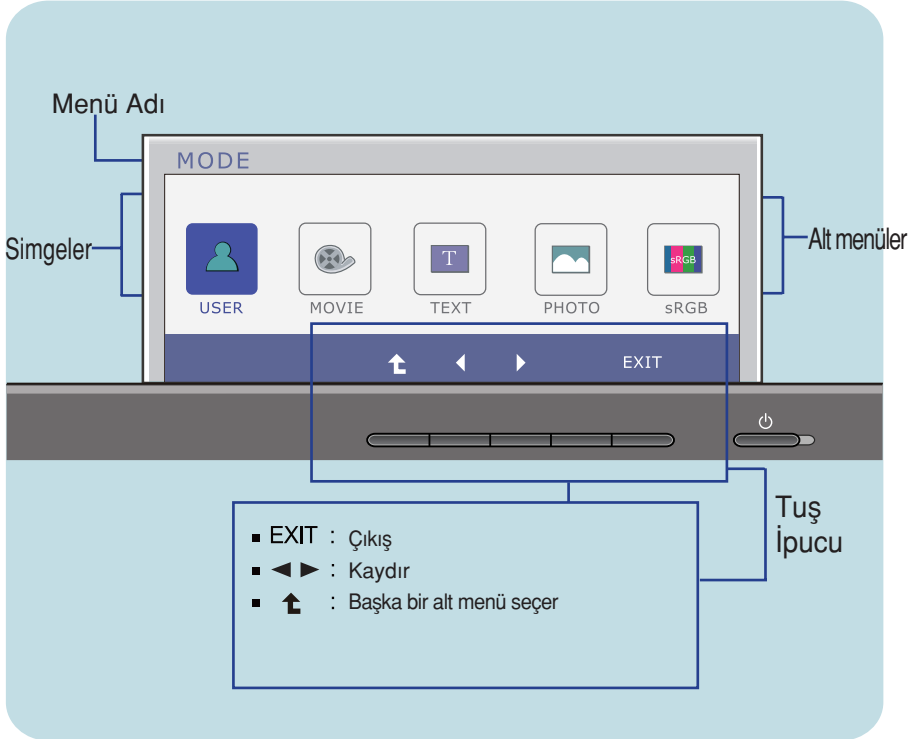 Menü Adı
MODE
Simgeler
Alt menüler
T
sRGB
USER
MOVIE
TEXT
PHOTO
sRGB
EXIT
Tuş
İpucu
EXIT : Çıkış
◄ ► : Kaydır
: Başka bir alt menü seçer